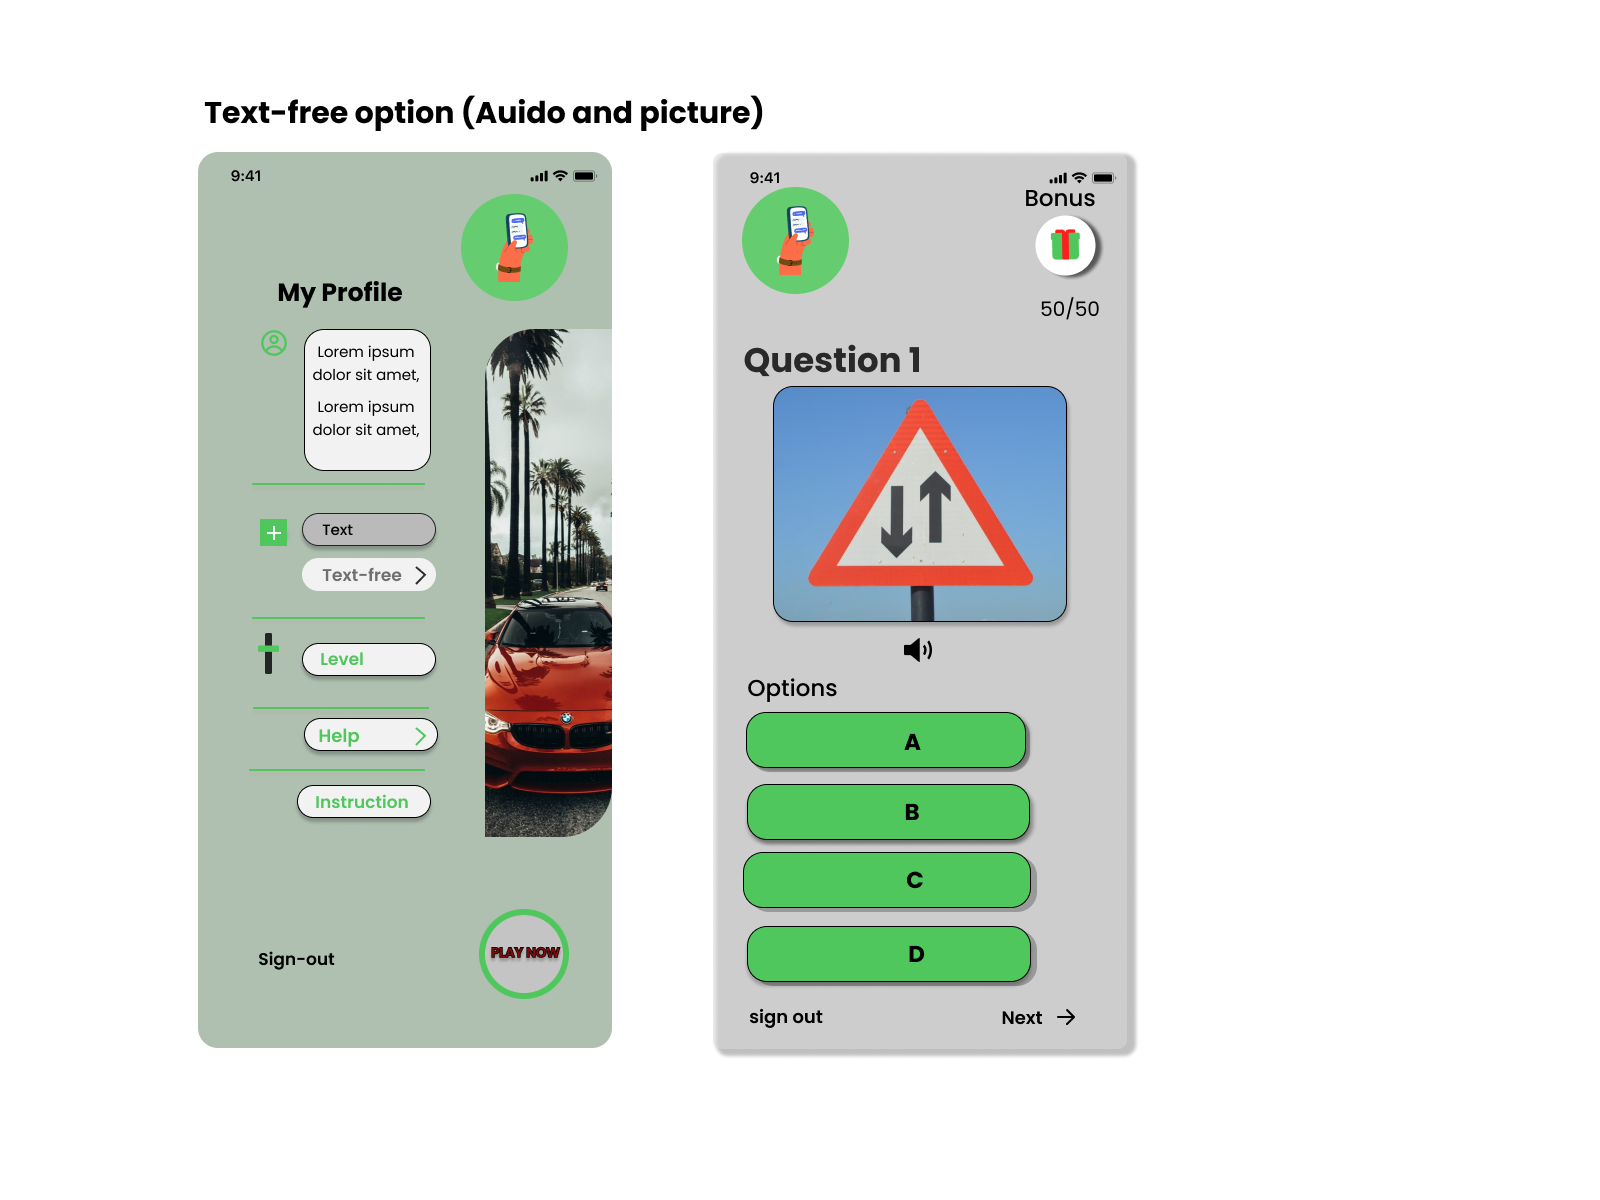 Text-free option (Auido and picture)
9:41
My Profile
Lorem ipsum
dolor sit amet,
Lorem ipsum
dolor sit amet,
Text
Text-free
Level
Help
Instruction
Sign-out
PLAY NOW
9:41
Bonus
50/50
Question 1
Options
A
B
C
D
sign out
Next